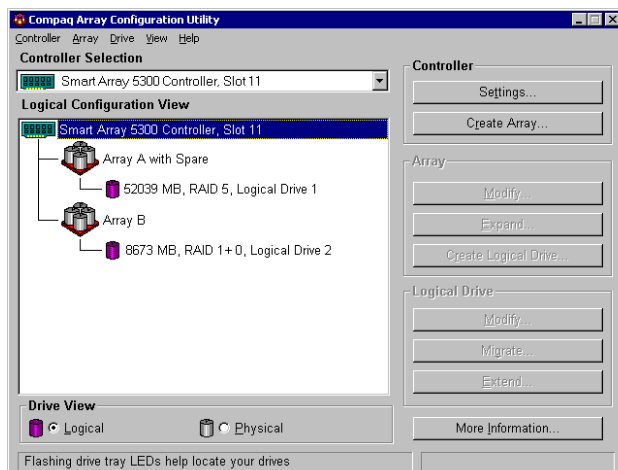 Compaq Array Configuration Utility
Controller Array Drive View Help
Controller Selection
Smart Array 5300 Controller, Slot 11
Logical Configuration View
Smart Array 5300 Controller, Slot 11
Array A with Spare
52039 MB, RAID 5, Logical Drive 1
Array B
8673 MB, RAID 1+0, Logical Drive 2
Drive View
Logical
Physical
Controller
Settings...
Create Array...
Array
Modify...
Expand...
Create Logical Drive...
Logical Drive
Modify...
Migrate...
Extend...
More Information...
Flashing drive tray LEDs help locate your drives